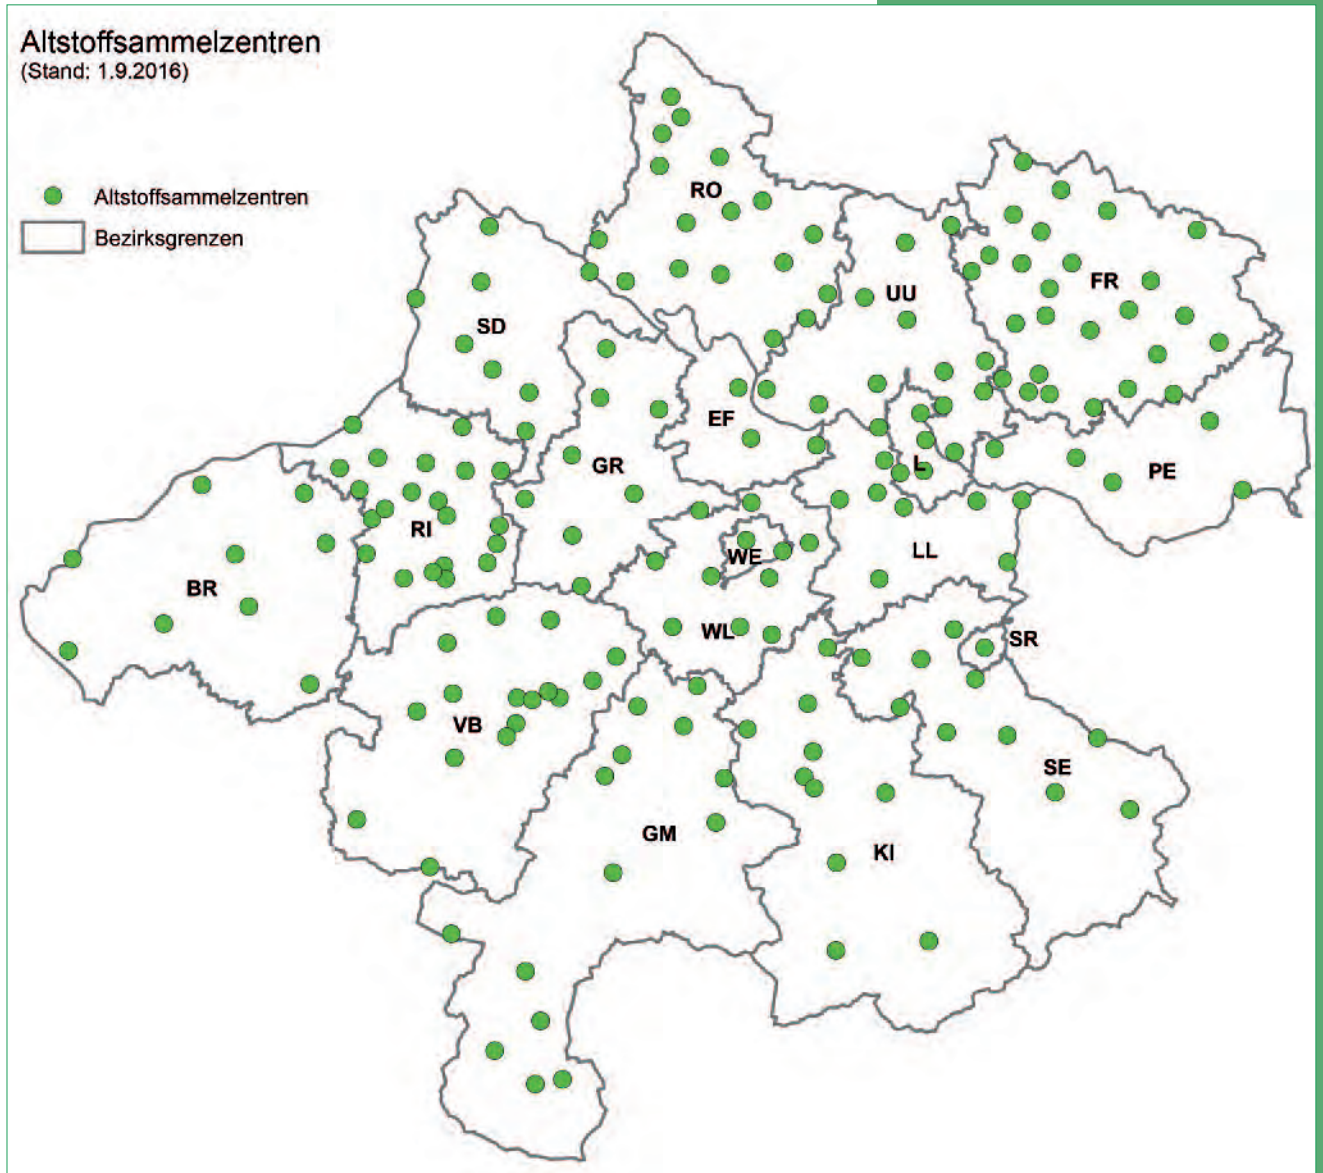 Altstoffsammelzentren
(Stand: 1.9.2016)
Altstoffsammelzentren
Bezirksgrenzen
RO
FR
UU
SD
EF
GR
L
PE
RI
WE
LL
BR
WL
SR
VB
SE
GM
KI